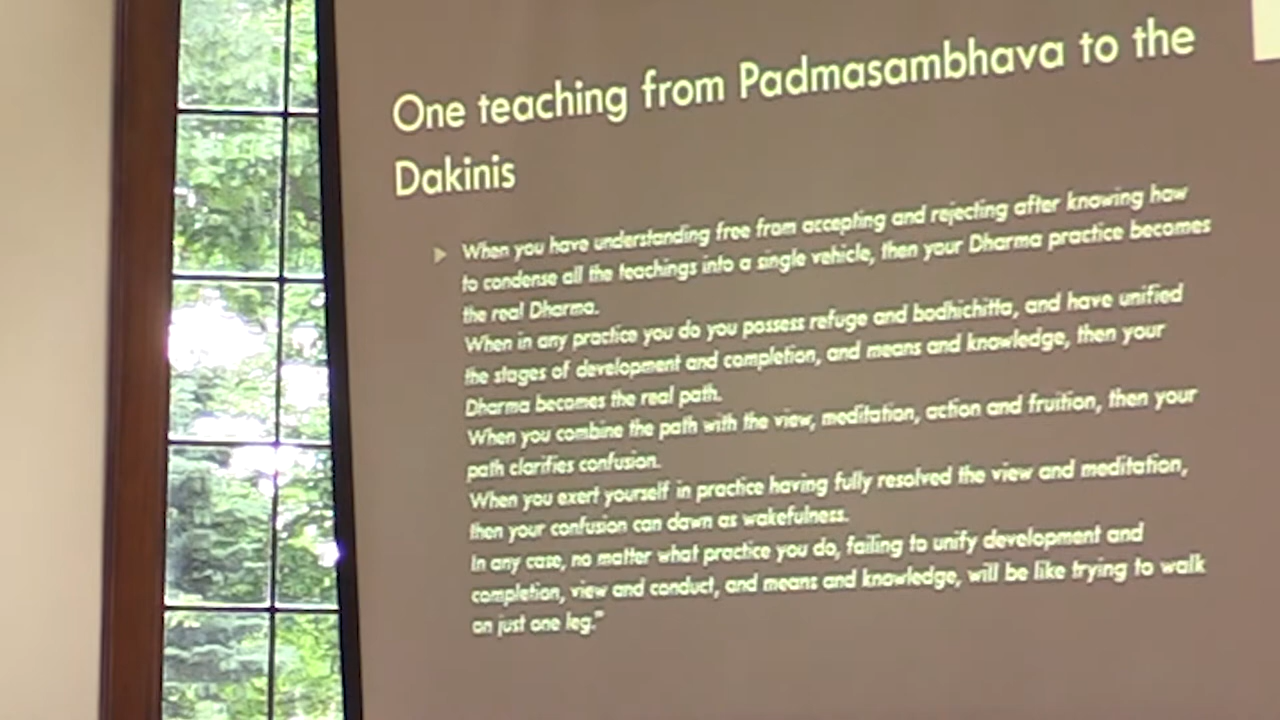 One teaching from Padmasambhava to the
Dakinis
When you have understanding free from accepting and rejecting after knowing how
to condense all the teachings into a single vehicle, then your Dharma practice becomes
the real Dharma.
When in any practice you do you possess refuge and bodhichitta, and have unified
the stages of development and completion, and means and knowledge, then your
Dharma becomes the real path.
When you combine the path with the view, meditation, action and fruition, then your
path clarifies confusion.
When you exert yourself in practice having fully resolved the view and meditation,
then your confusion can dawn as wakefulness.
In any case, no matter what practice you do, failing to unify development and
completion, view and conduct, and means and knowledge, will be like trying to walk
on just one leg."